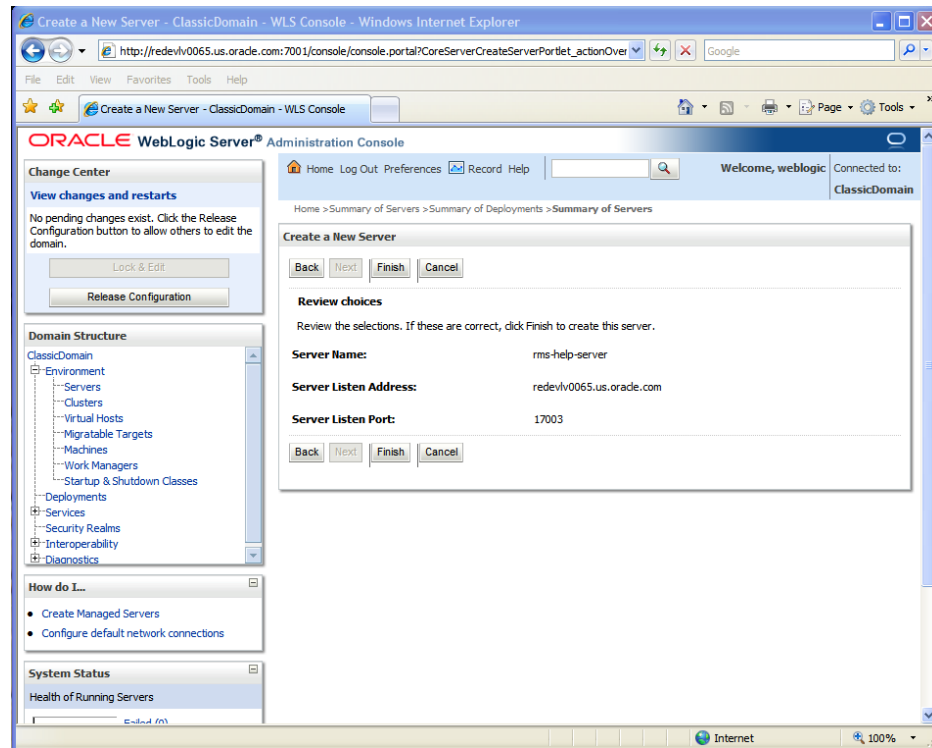 Create a New Server - ClassicDomain - WLS Console - Windows Internet Explorer
http://redevlv0065.us.oracle.com:7001/console/console.portal?CoreServerCreateServerPortlet_actionOver
Google
File Edit View Favorites Tools Help
Create a New Server - ClassicDomain - WLS Console
Page Tools
ORACLE WebLogic Server® Administration Console
Change Center
View changes and restarts
No pending changes exist. Click the Release
Configuration button to allow others to edit the
domain.
Lock & Edit
Release Configuration
Domain Structure
ClassicDomain
Environment
Servers
Clusters
Virtual Hosts
Migratable Targets
Machines
Work Managers
Startup & Shutdown Classes
Deployments
Services
Security Realms
Interoperability
Diagnostics
How do I...
Create Managed Servers
Configure default network connections
System Status
Health of Running Servers
Failed (0)
Home Log Out Preferences Record Help
Welcome, weblogic
Connected to:
ClassicDomain
Home >Summary of Servers >Summary of Deployments >Summary of Servers
Create a New Server
Back Next Finish Cancel
Review choices
Review the selections. If these are correct, click Finish to create this server.
Server Name: rms-help-server
Server Listen Address: redevlv0065.us.oracle.com
Server Listen Port: 17003
Back Next Finish Cancel
Internet
100%